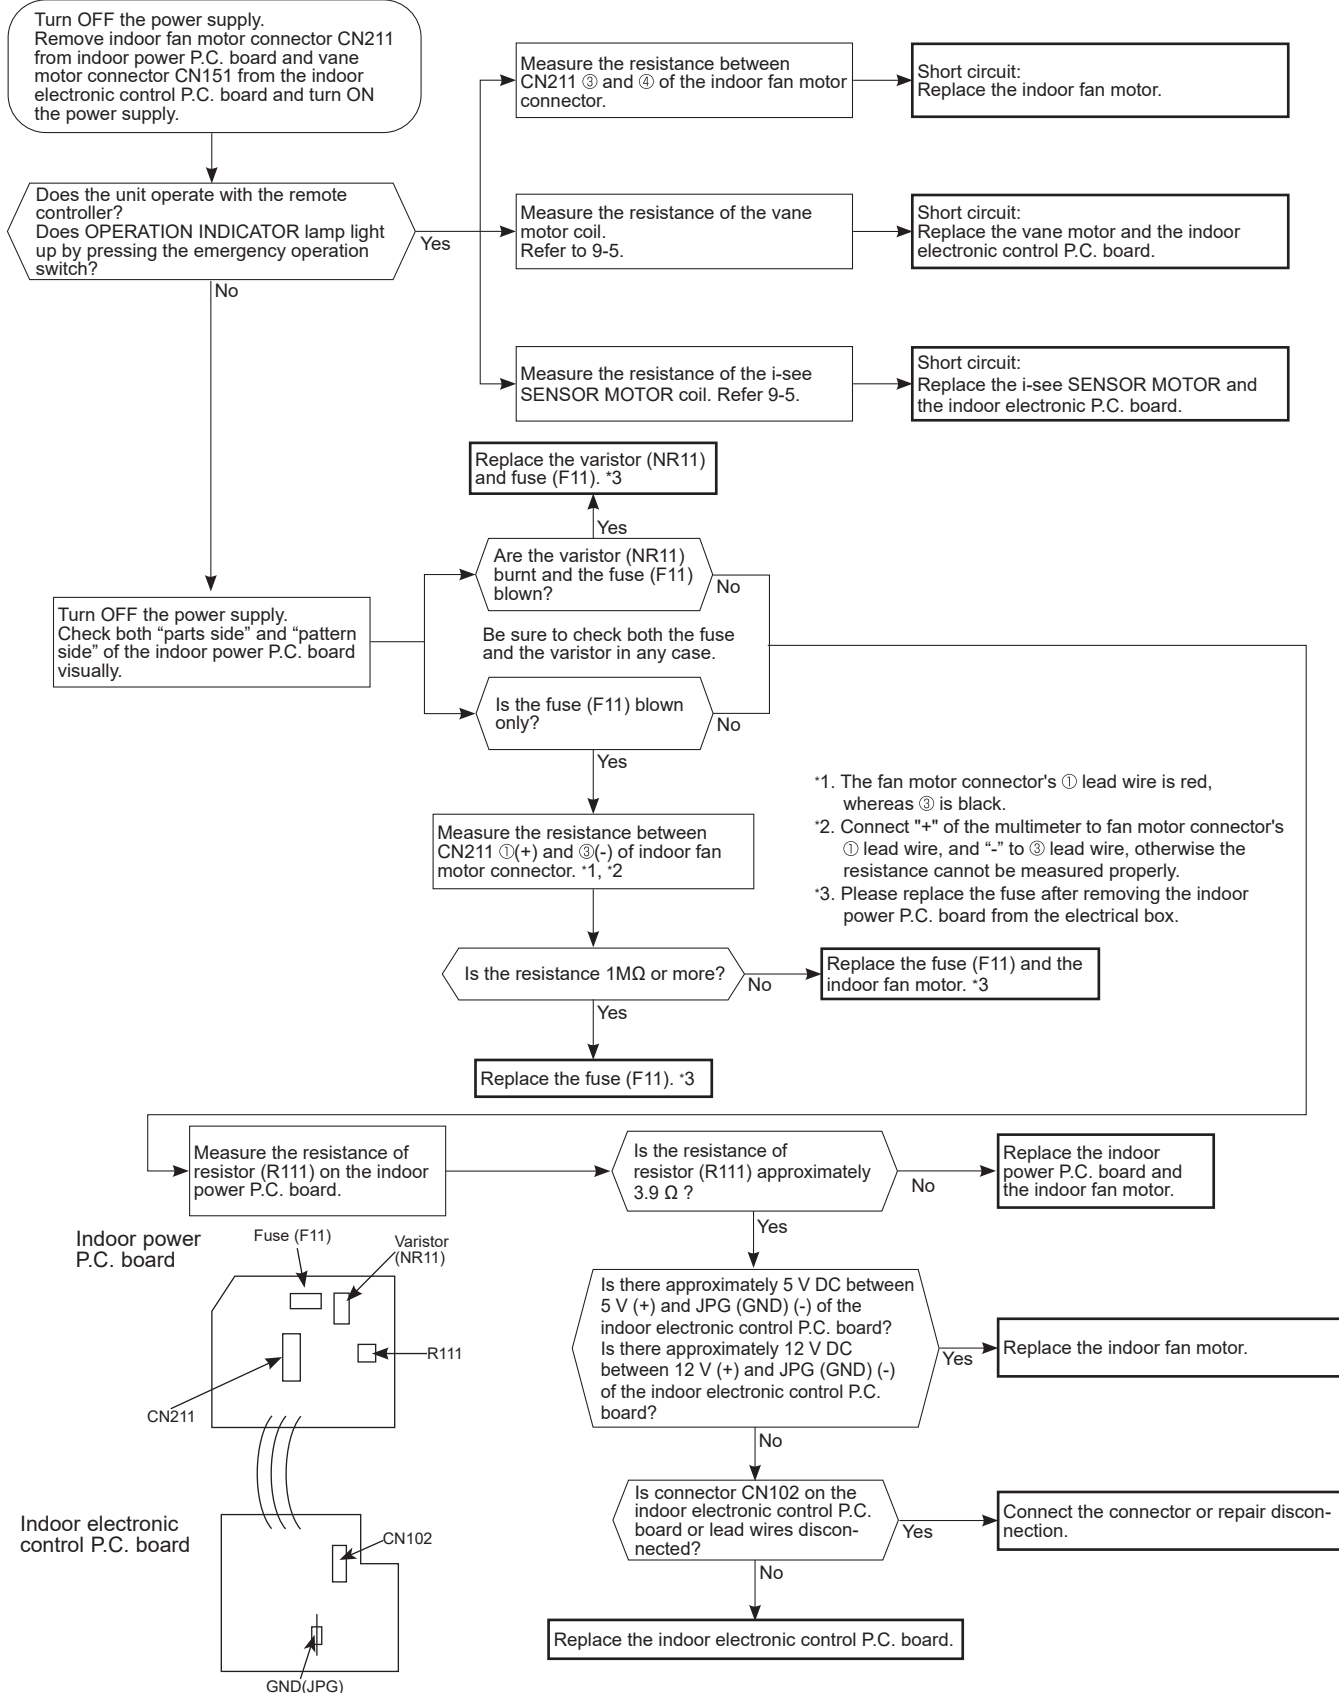 Turn OFF the power supply.
Remove indoor fan motor connector CN211
from indoor power P.C. board and vane
motor connector CN151 from the indoor
electronic control P.C. board and turn ON
the power supply.
Measure the resistance between
CN211 ③ and ④ of the indoor fan motor
connector.
Short circuit:
Replace the indoor fan motor.
Does the unit operate with the remote
controller?
Does OPERATION INDICATOR lamp light
up by pressing the emergency operation
switch?
Yes
Measure the resistance of the vane
motor coil.
Refer to 9-5.
Short circuit:
Replace the vane motor and the indoor
electronic control P.C. board.
No
Measure the resistance of the i-see
SENSOR MOTOR coil. Refer 9-5.
Short circuit:
Replace the i-see SENSOR MOTOR and
the indoor electronic P.C. board.
Replace the varistor (NR11)
and fuse (F11). *3
Yes
Are the varistor (NR11)
burnt and the fuse (F11)
blown?
No
Turn OFF the power supply.
Check both “parts side” and “pattern
side” of the indoor power P.C. board
visually.
Be sure to check both the fuse
and the varistor in any case.
Is the fuse (F11) blown
only?
No
Yes
Measure the resistance between
CN211 ①(+) and ③(-) of indoor fan
motor connector. *1, *2
*1. The fan motor connector's ① lead wire is red,
whereas ③ is black.
*2. Connect "+" of the multimeter to fan motor connector's
① lead wire, and “-” to ③ lead wire, otherwise the
resistance cannot be measured properly.
*3. Please replace the fuse after removing the indoor
power P.C. board from the electrical box.
Is the resistance 1MΩ or more?
No
Replace the fuse (F11) and the
indoor fan motor. *3
Yes
Replace the fuse (F11). *3
Measure the resistance of
resistor (R111) on the indoor
power P.C. board.
Is the resistance of
resistor (R111) approximately
3.9 Ω ?
No
Replace the indoor
power P.C. board and
the indoor fan motor.
Yes
Indoor power
P.C. board
Fuse (F11)
Varistor
(NR11)
R111
CN211
Is there approximately 5 V DC between
5 V (+) and JPG (GND) (-) of the
indoor electronic control P.C. board?
Is there approximately 12 V DC
between 12 V (+) and JPG (GND) (-)
of the indoor electronic control P.C.
board?
Yes
Replace the indoor fan motor.
No
Indoor electronic
control P.C. board
CN102
GND(JPG)
Is connector CN102 on the
indoor electronic control P.C.
board or lead wires discon-
nected?
Yes
Connect the connector or repair discon-
nection.
No
Replace the indoor electronic control P.C. board.